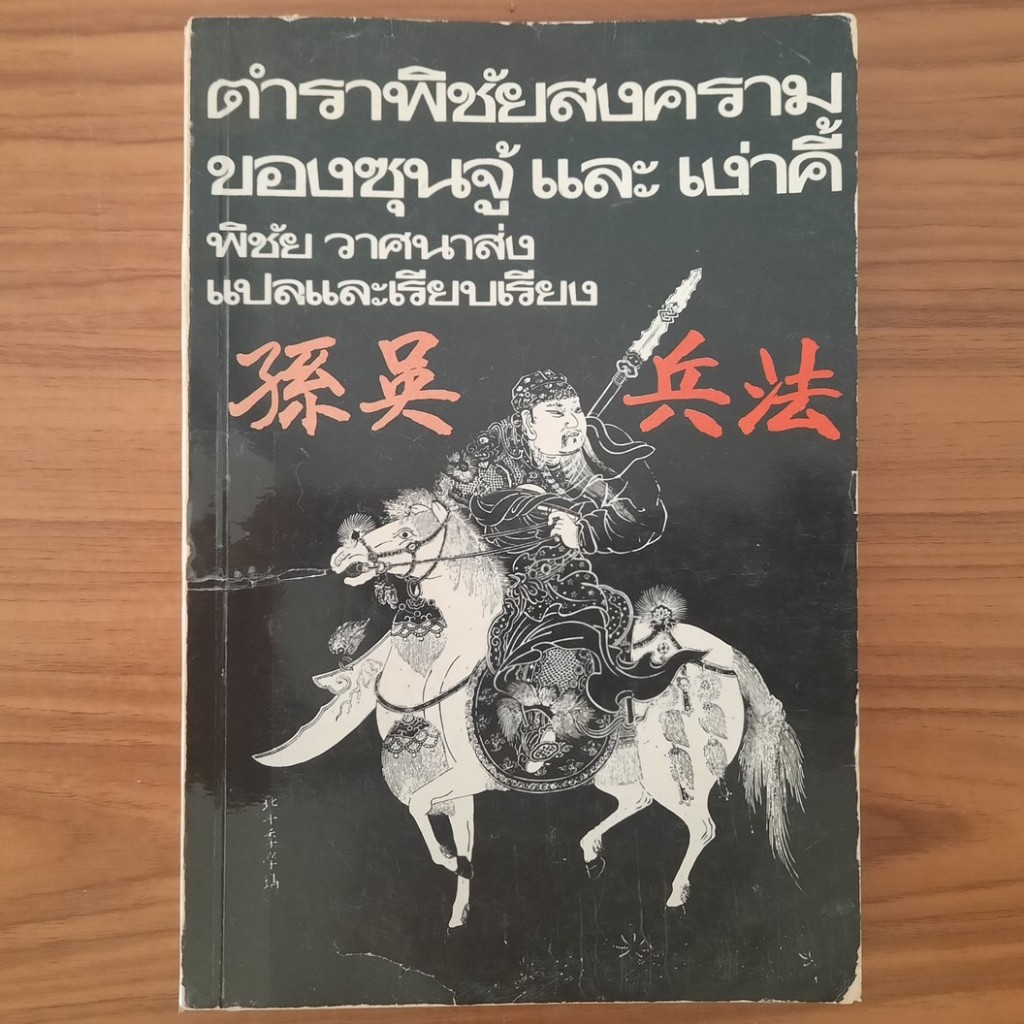 ตำราพิชัยสงคราม
ของซุนจู้ และ เง่าคี้
พิชัย วาศนาส่ง
แปลและเรียบเรียง
孫吳 兵法